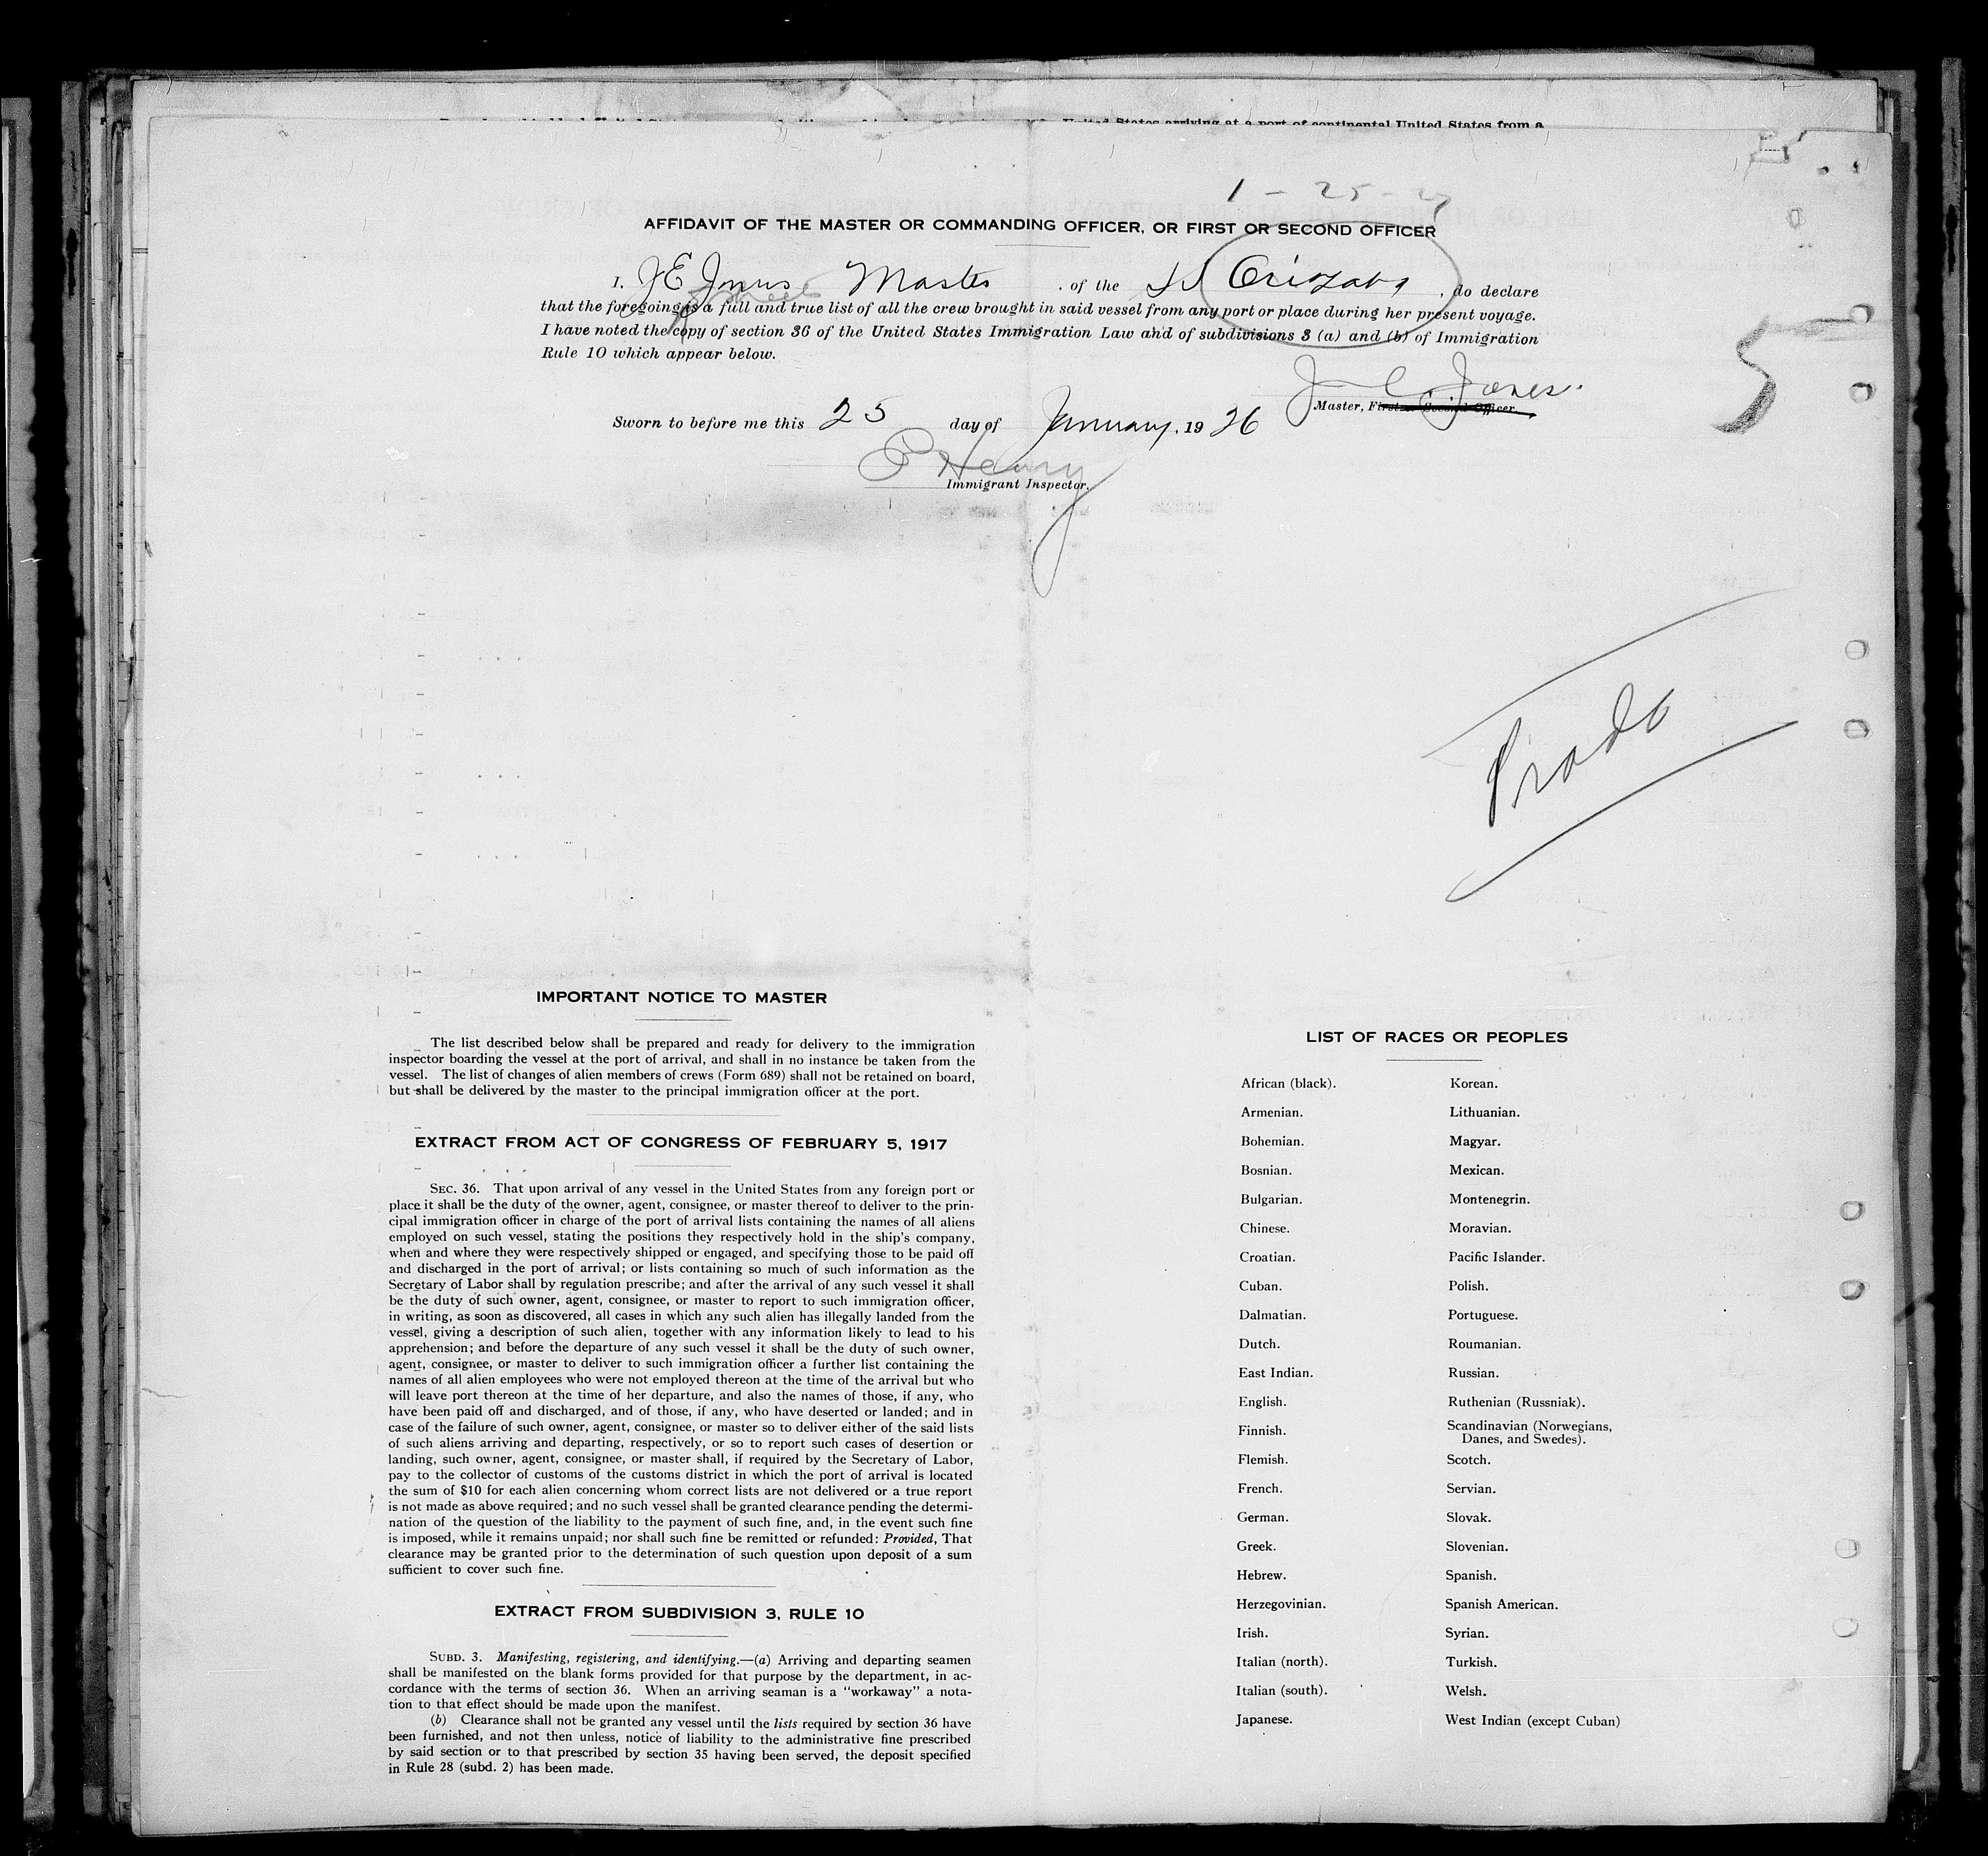 1 - 25 - 27
AFFIDAVIT OF THE MASTER OR COMMANDING OFFICER, OR FIRST OR SECOND OFFICER
I, J E Jones Master, of the SS Orizaba, do declare
that the foregoing is a full and true list of all the crew brought in said vessel from any port or place during her present voyage.
I have noted the copy of section 36 of the United States Immigration Law and of subdivisions 3 (a) and (b) of Immigration
Rule 10 which appear below.
5
J E Jones.
Master, First or Second Officer.
Sworn to before me this 25 day of January, 19 26
P Henry
Immigrant Inspector.
Prado
IMPORTANT NOTICE TO MASTER
The list described below shall be prepared and ready for delivery to the immigration
inspector boarding the vessel at the port of arrival, and shall in no instance be taken from the
vessel. The list of changes of alien members of crews (Form 689) shall not be retained on board,
but shall be delivered by the master to the principal immigration officer at the port.
EXTRACT FROM ACT OF CONGRESS OF FEBRUARY 5, 1917
SEC. 36. That upon arrival of any vessel in the United States from any foreign port or
place it shall be the duty of the owner, agent, consignee, or master thereof to deliver to the prin-
cipal immigration officer in charge of the port of arrival lists containing the names of all aliens
employed on such vessel, stating the positions they respectively hold in the ship's company,
when and where they were respectively shipped or engaged, and specifying those to be paid off
and discharged in the port of arrival; or lists containing so much of such information as the
Secretary of Labor shall by regulation prescribe; and after the arrival of any such vessel it shall
be the duty of such owner, agent, consignee, or master to report to such immigration officer,
in writing, as soon as discovered, all cases in which any such alien has illegally landed from the
vessel, giving a description of such alien, together with any information likely to lead to his
apprehension; and before the departure of any such vessel it shall be the duty of such owner,
agent, consignee, or master to deliver to such immigration officer a further list containing the
names of all alien employees who were not employed thereon at the time of the arrival but who
will leave port thereon at the time of her departure, and also the names of those, if any, who
have been paid off and discharged, and of those, if any, who have deserted or landed; and in
case of the failure of such owner, agent, consignee, or master so to deliver either of the said lists
of such aliens arriving and departing, respectively, or so to report such cases of desertion or
landing, such owner, agent, consignee, or master shall, if required by the Secretary of Labor,
pay to the collector of customs of the customs district in which the port of arrival is located
the sum of $10 for each alien concerning whom correct lists are not delivered or a true report
is not made as above required; and no such vessel shall be granted clearance pending the determi-
nation of the question of the liability to the payment of such fine, and, in the event such fine
is imposed, while it remains unpaid; nor shall such fine be remitted or refunded: Provided, That
clearance may be granted prior to the determination of such question upon deposit of a sum
sufficient to cover such fine.
EXTRACT FROM SUBDIVISION 3, RULE 10
SUBD. 3. Manifesting, registering, and identifying.—(a) Arriving and departing seamen
shall be manifested on the blank forms provided for that purpose by the department, in ac-
cordance with the terms of section 36. When an arriving seaman is a "workaway" a nota-
tion to that effect should be made upon the manifest.
(b) Clearance shall not be granted any vessel until the lists required by section 36 have
been furnished, and not then unless, notice of liability to the administrative fine prescribed
by said section or to that prescribed by section 35 having been served, the deposit specified
in Rule 28 (subd. 2) has been made.
LIST OF RACES OR PEOPLES
African (black). Korean.
Armenian. Lithuanian.
Bohemian. Magyar.
Bosnian. Mexican.
Bulgarian. Montenegrin.
Chinese. Moravian.
Croatian. Pacific Islander.
Cuban. Polish.
Dalmatian. Portuguese.
Dutch. Roumanian.
East Indian. Russian.
English. Ruthenian (Russniak).
Finnish. Scandinavian (Norwegians,
Danes, and Swedes).
Flemish. Scotch.
French. Servian.
German. Slovak.
Greek. Slovenian.
Hebrew. Spanish.
Herzegovinian. Spanish American.
Irish. Syrian.
Italian (north). Turkish.
Italian (south). Welsh.
Japanese. West Indian (except Cuban)